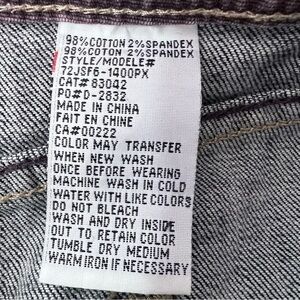 98%COTTON 2%SPANDEX
98%COTON 2%SPANDEX
STYLE/MODELE#
72JSF6-1400PX
CAT# 83042
PO#D-2832
MADE IN CHINA
FAIT EN CHINE
CA#00222
COLOR MAY TRANSFER
WHEN NEW WASH
ONCE BEFORE WEARING
MACHINE WASH IN COLD
WATER WITH LIKE COLORS
DO NOT BLEACH
WASH AND DRY INSIDE
OUT TO RETAIN COLOR
TUMBLE DRY MEDIUM
WARM IRON IF NECESSARY